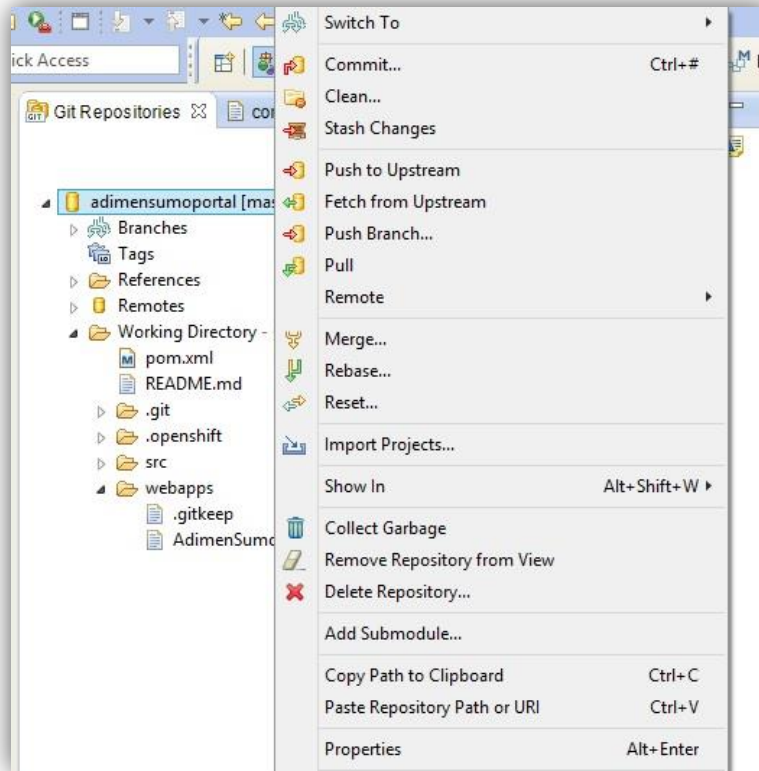 ick Access
Git Repositories
adimensumoportal [mas
Branches
Tags
References
Remotes
Working Directory -
pom.xml
README.md
.git
.openshift
src
webapps
.gitkeep
AdimenSumo
Switch To
Commit... Ctrl+#
Clean...
Stash Changes
Push to Upstream
Fetch from Upstream
Push Branch...
Pull
Remote
Merge...
Rebase...
Reset...
Import Projects...
Show In Alt+Shift+W
Collect Garbage
Remove Repository from View
Delete Repository...
Add Submodule...
Copy Path to Clipboard Ctrl+C
Paste Repository Path or URI Ctrl+V
Properties Alt+Enter